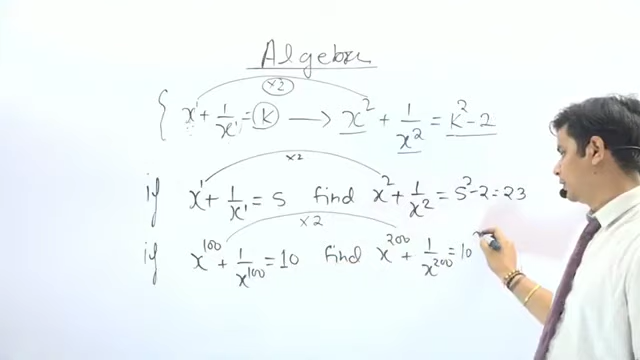 Algebra
{ x¹ + 1/x¹ = K → x² + 1/x² = K² - 2
×2
if x¹ + 1/x¹ = 5 find x² + 1/x² = 5² - 2 = 23
×2
if x¹⁰⁰ + 1/x¹⁰⁰ = 10 find x²⁰⁰ + 1/x²⁰⁰ = 10
×2